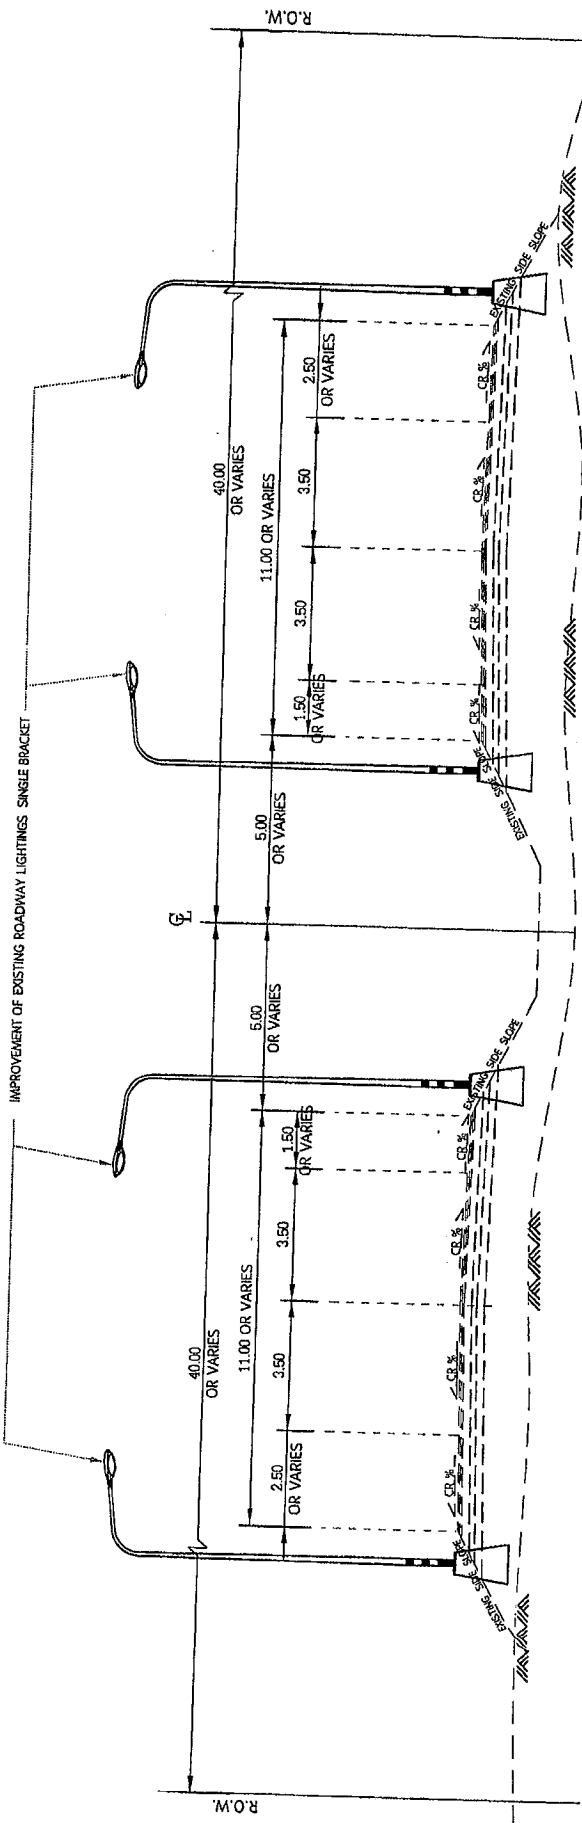 IMPROVEMENT OF EXISTING ROADWAY LIGHTINGS SINGLE BRACKET
R.O.W.
R.O.W.
℄
40.00
OR VARIES
40.00
OR VARIES
11.00 OR VARIES
5.00
OR VARIES
5.00
OR VARIES
11.00 OR VARIES
2.50
OR VARIES
3.50
3.50
1.50
OR VARIES
1.50
OR VARIES
3.50
3.50
2.50
OR VARIES
CR %
CR %
CR %
CR %
CR %
CR %
CR %
CR %
EXISTING SIDE SLOPE
EXISTING SIDE SLOPE
EXISTING SIDE SLOPE
EXISTING SIDE SLOPE